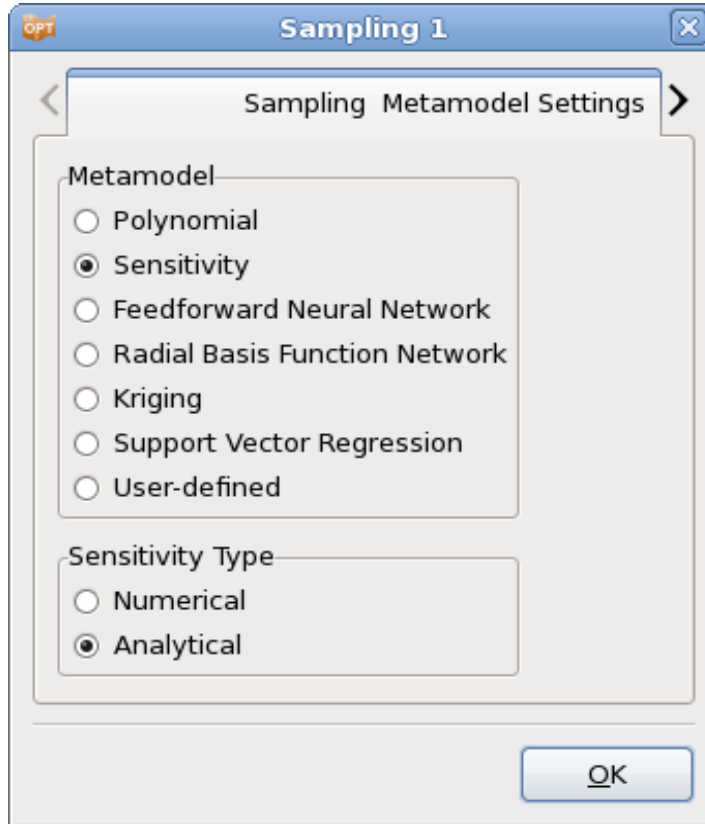 OPT Sampling 1
Sampling Metamodel Settings
Metamodel
Polynomial
Sensitivity
Feedforward Neural Network
Radial Basis Function Network
Kriging
Support Vector Regression
User-defined
Sensitivity Type
Numerical
Analytical
OK